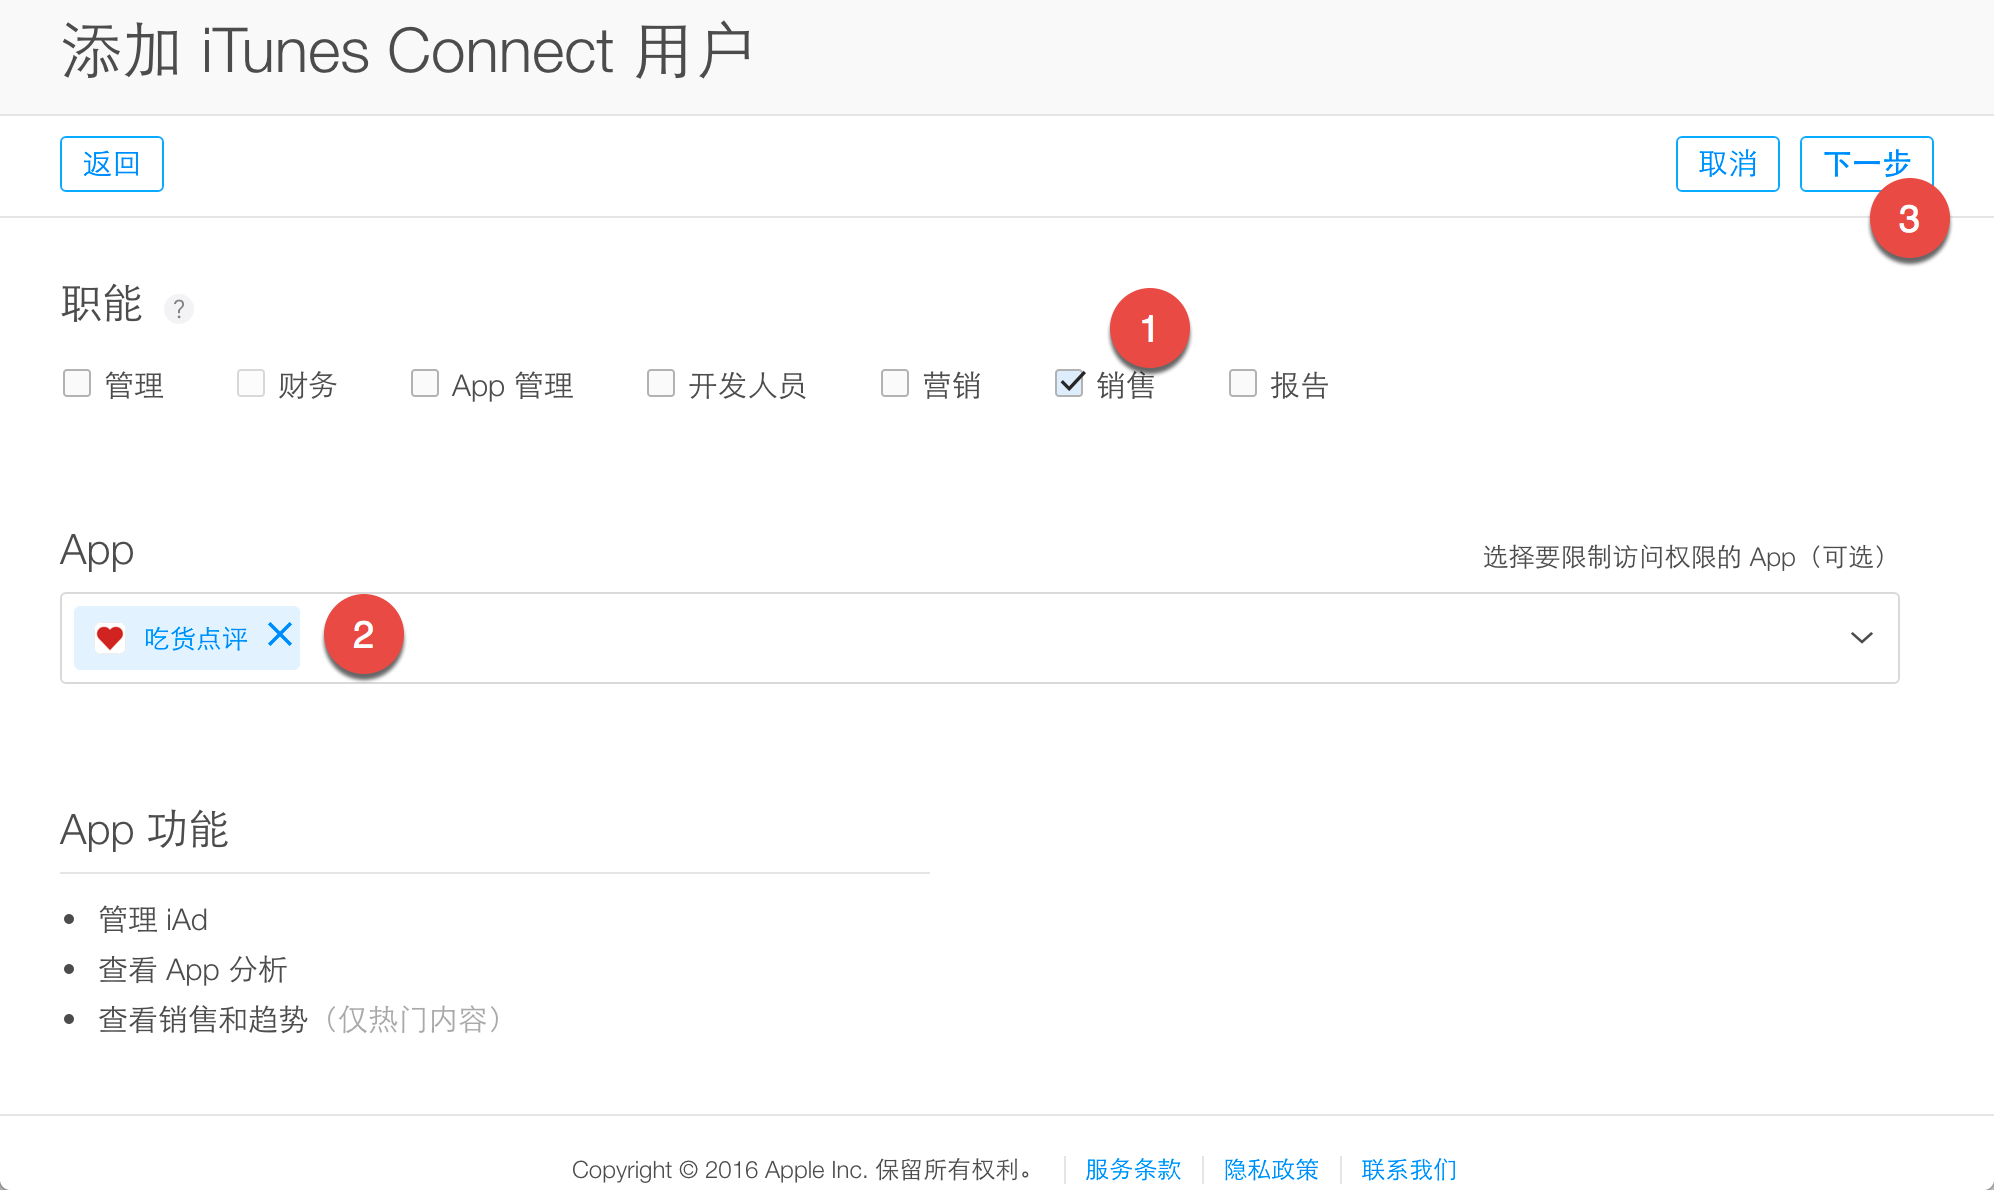 添加 iTunes Connect 用户
返回 取消 下一步
3
职能 ?
1
管理 财务 App 管理 开发人员 营销 销售 报告
App 选择要限制访问权限的 App（可选）
吃货点评 2
App 功能
• 管理 iAd
• 查看 App 分析
• 查看销售和趋势（仅热门内容）
Copyright © 2016 Apple Inc. 保留所有权利。 服务条款 隐私政策 联系我们